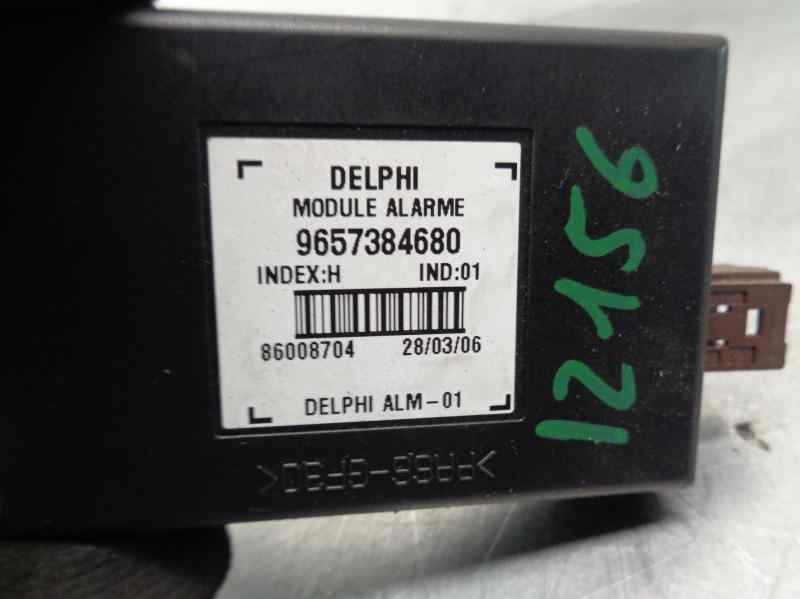 DELPHI
MODULE ALARME
9657384680
INDEX:H IND:01
86008704 28/03/06
DELPHI ALM-01
>PA66-GF30<
12156